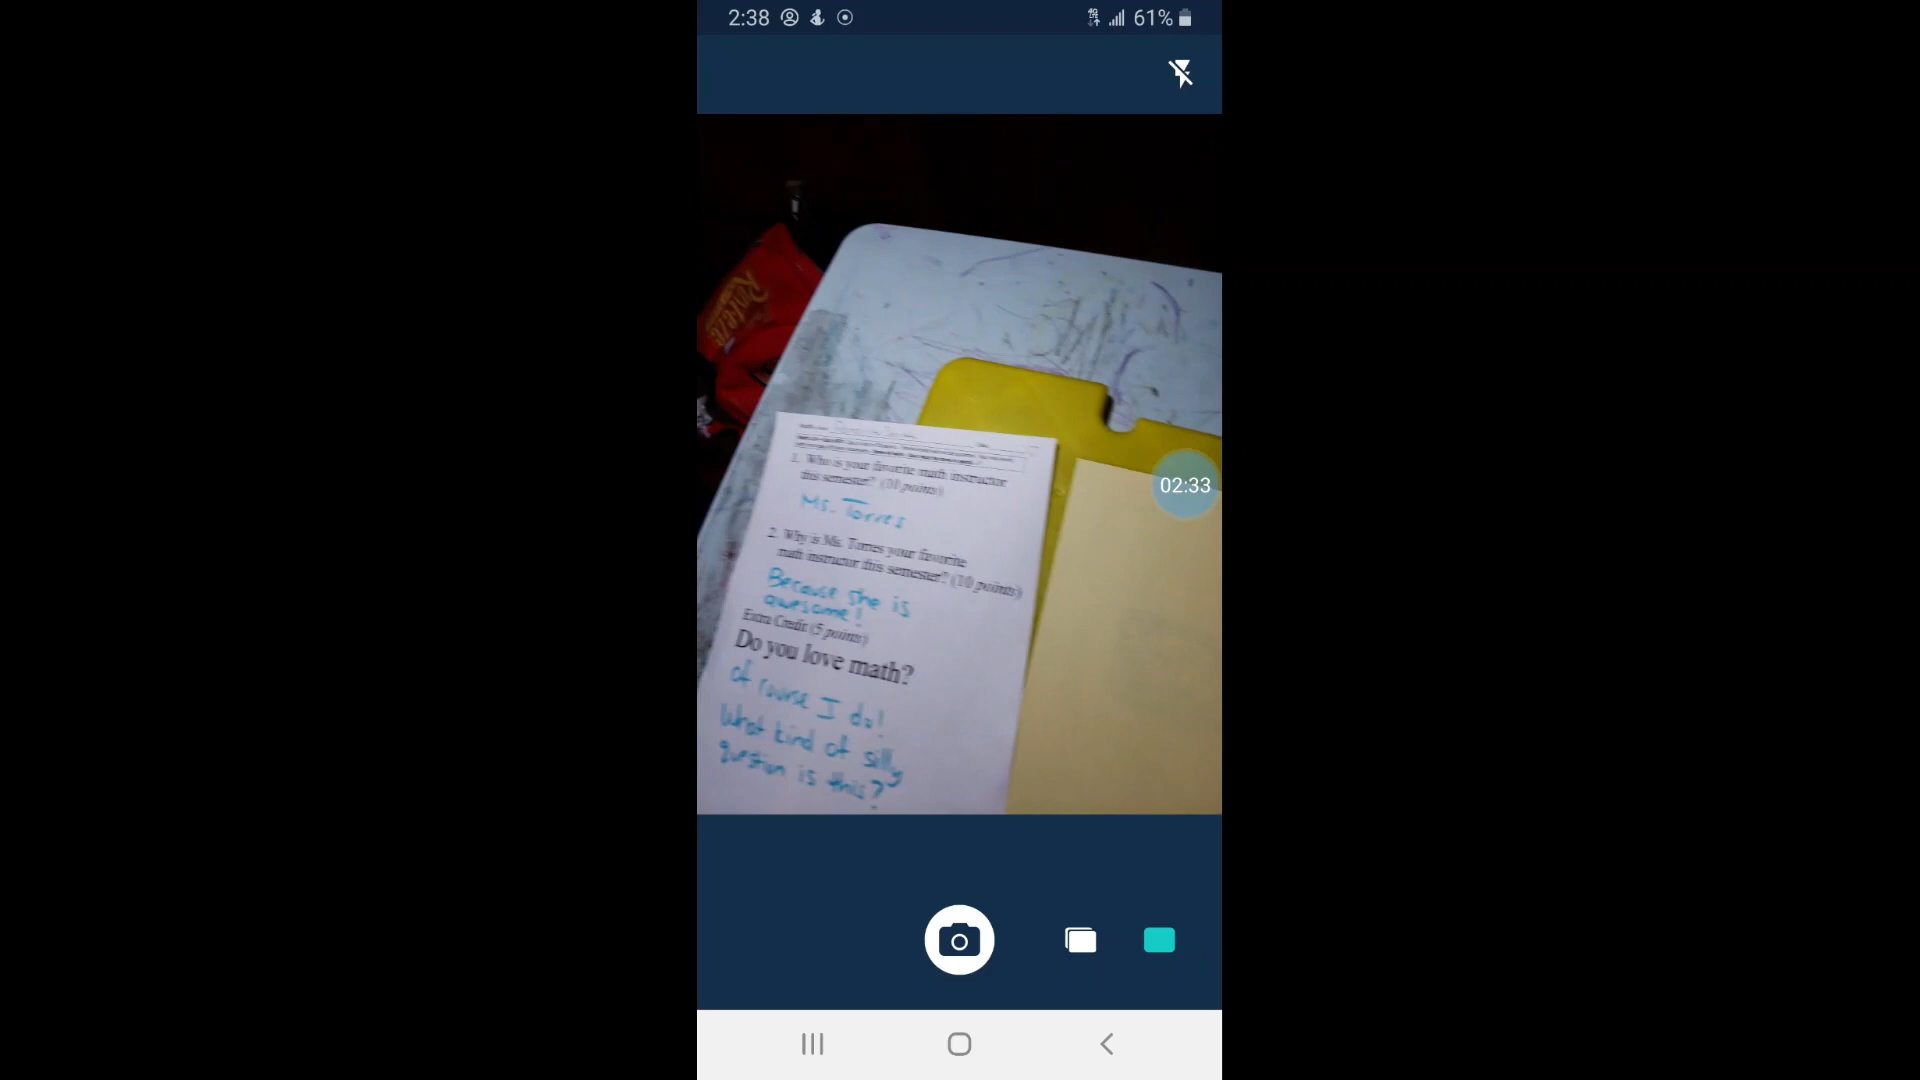 2:38
61%
1. Who is your favorite math instructor
this semester? (10 points)
Ms. Torres
02:33
2. Why is Ms. Torres your favorite
math instructor this semester? (10 points)
Because she is
awesome!
Extra Credit (5 points)
Do you love math?
of course I do!
What kind of silly
question is this?